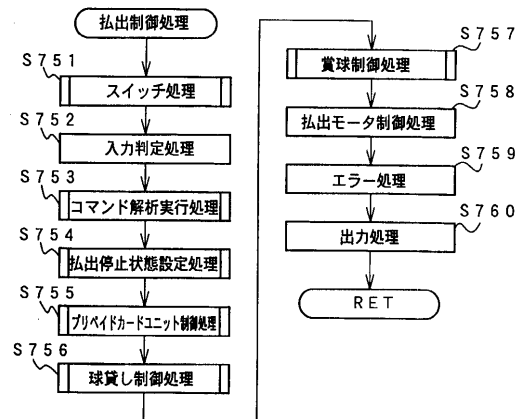 払出制御処理
S751
スイッチ処理
S752
入力判定処理
S753
コマンド解析実行処理
S754
払出停止状態設定処理
S755
プリペイドカードユニット制御処理
S756
球貸し制御処理
S757
賞球制御処理
S758
払出モータ制御処理
S759
エラー処理
S760
出力処理
RET